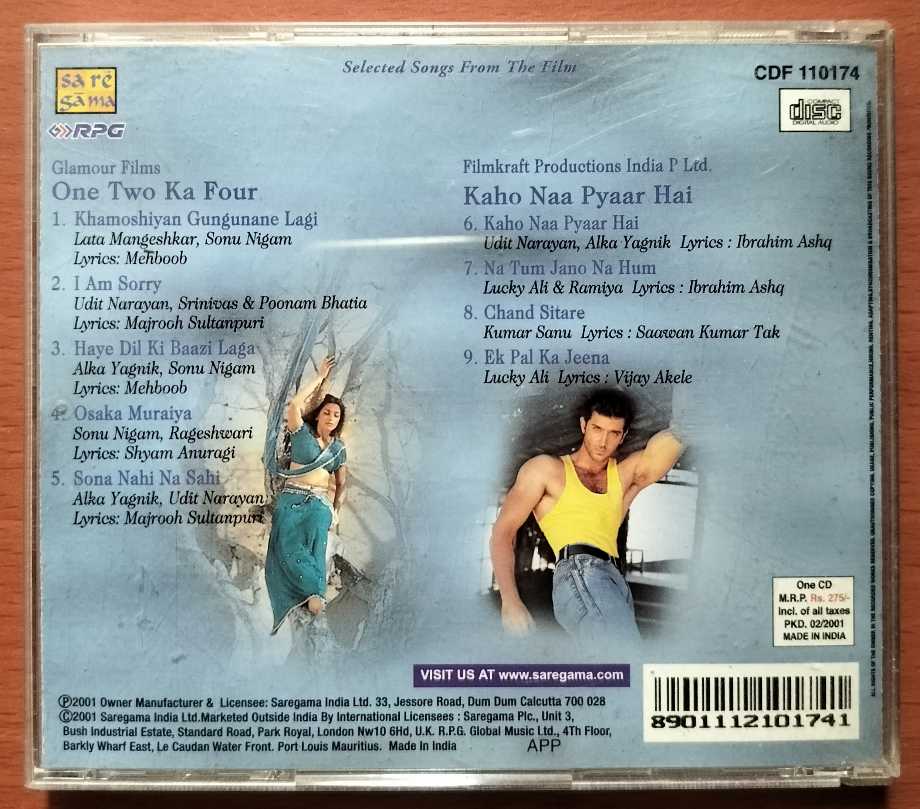 Selected Songs From The Film
CDF 110174
sa re
gãma
RPG
COMPACT
disc
DIGITAL AUDIO
Glamour Films
One Two Ka Four
1. Khamoshiyan Gungunane Lagi
Lata Mangeshkar, Sonu Nigam
Lyrics: Mehboob
2. I Am Sorry
Udit Narayan, Srinivas & Poonam Bhatia
Lyrics: Majrooh Sultanpuri
3. Haye Dil Ki Baazi Laga
Alka Yagnik, Sonu Nigam
Lyrics: Mehboob
4. Osaka Muraiya
Sonu Nigam, Rageshwari
Lyrics: Shyam Anuragi
5. Sona Nahi Na Sahi
Alka Yagnik, Udit Narayan
Lyrics: Majrooh Sultanpuri
Filmkraft Productions India P Ltd.
Kaho Naa Pyaar Hai
6. Kaho Naa Pyaar Hai
Udit Narayan, Alka Yagnik Lyrics : Ibrahim Ashq
7. Na Tum Jano Na Hum
Lucky Ali & Ramiya Lyrics : Ibrahim Ashq
8. Chand Sitare
Kumar Sanu Lyrics : Saawan Kumar Tak
9. Ek Pal Ka Jeena
Lucky Ali Lyrics : Vijay Akele
One CD
M.R.P. Rs. 275/-
Incl. of all taxes
PKD. 02/2001
MADE IN INDIA
VISIT US AT www.saregama.com
Ⓟ2001 Owner Manufacturer & Licensee: Saregama India Ltd. 33, Jessore Road, Dum Dum Calcutta 700 028
©2001 Saregama India Ltd.Marketed Outside India By International Licensees : Saregama Plc., Unit 3,
Bush Industrial Estate, Standard Road, Park Royal, London Nw10 6Hd, U.K. R.P.G. Global Music Ltd., 4Th Floor,
Barkly Wharf East, Le Caudan Water Front. Port Louis Mauritius. Made In India
APP
8901112101741